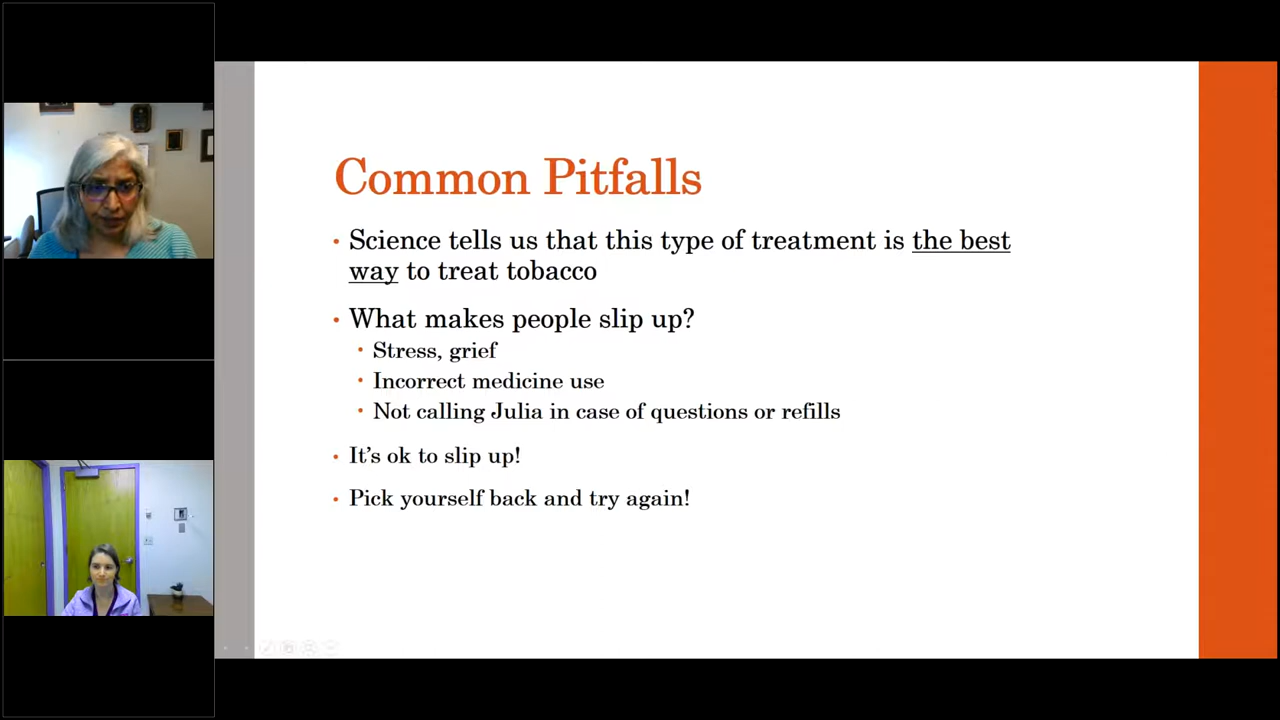 Common Pitfalls
• Science tells us that this type of treatment is the best
way to treat tobacco
• What makes people slip up?
• Stress, grief
• Incorrect medicine use
• Not calling Julia in case of questions or refills
• It's ok to slip up!
• Pick yourself back and try again!